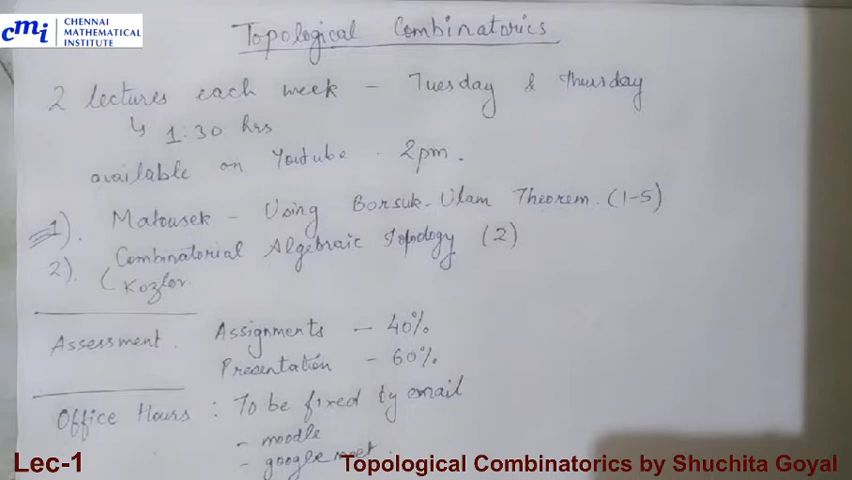 cmi CHENNAI MATHEMATICAL INSTITUTE
Topological Combinatorics
2 lectures each week - Tuesday & Thursday
↳ 1:30 hrs
available on Youtube . 2pm.
1). Matousek - Using Borsuk-Ulam Theorem. (1-5)
2). Combinatorial Algebraic Topology (2)
( Kozlov.
Assessment. Assignments - 40%
Presentation - 60%
Office Hours : To be fixed by email
- moodle
- google meet.
Lec-1 Topological Combinatorics by Shuchita Goyal